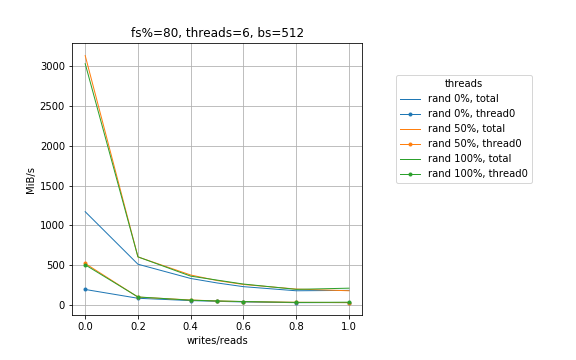 fs%=80, threads=6, bs=512
3000
2500
2000
1500
1000
500
0
MiB/s
0.0 0.2 0.4 0.6 0.8 1.0
writes/reads
threads
rand 0%, total
rand 0%, thread0
rand 50%, total
rand 50%, thread0
rand 100%, total
rand 100%, thread0